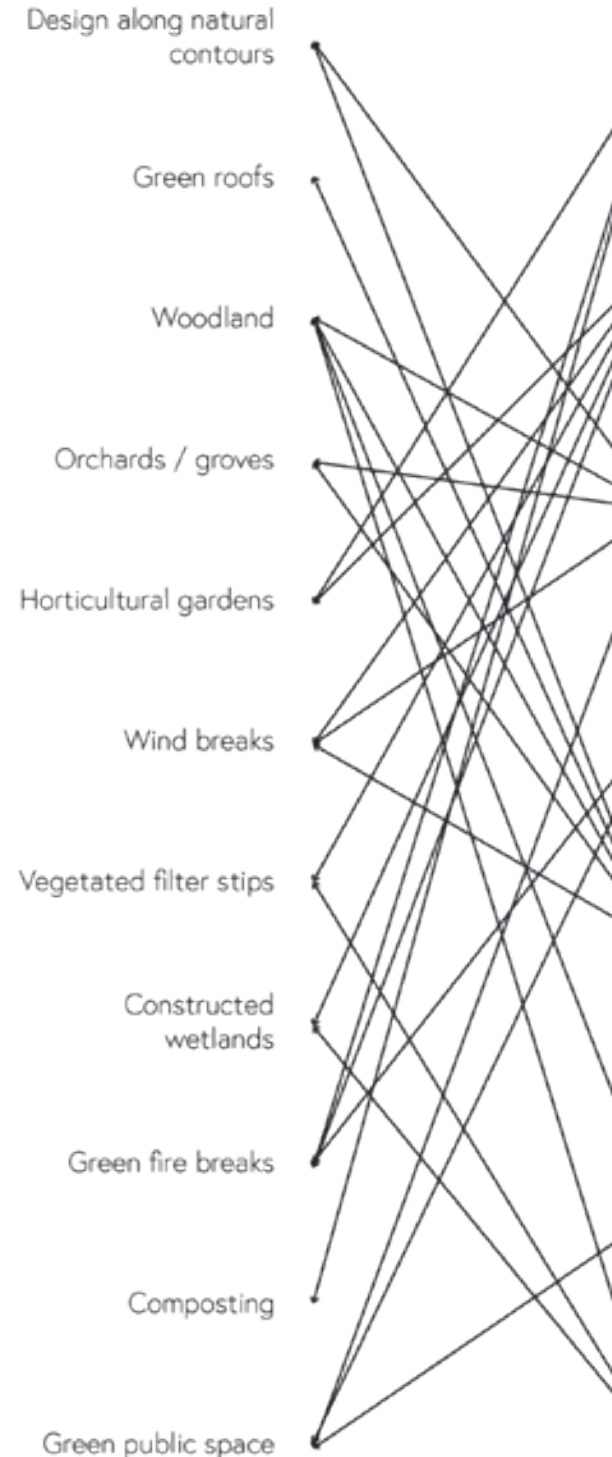 Design along natural
contours
Green roofs
Woodland
Orchards / groves
Horticultural gardens
Wind breaks
Vegetated filter stips
Constructed
wetlands
Green fire breaks
Composting
Green public space